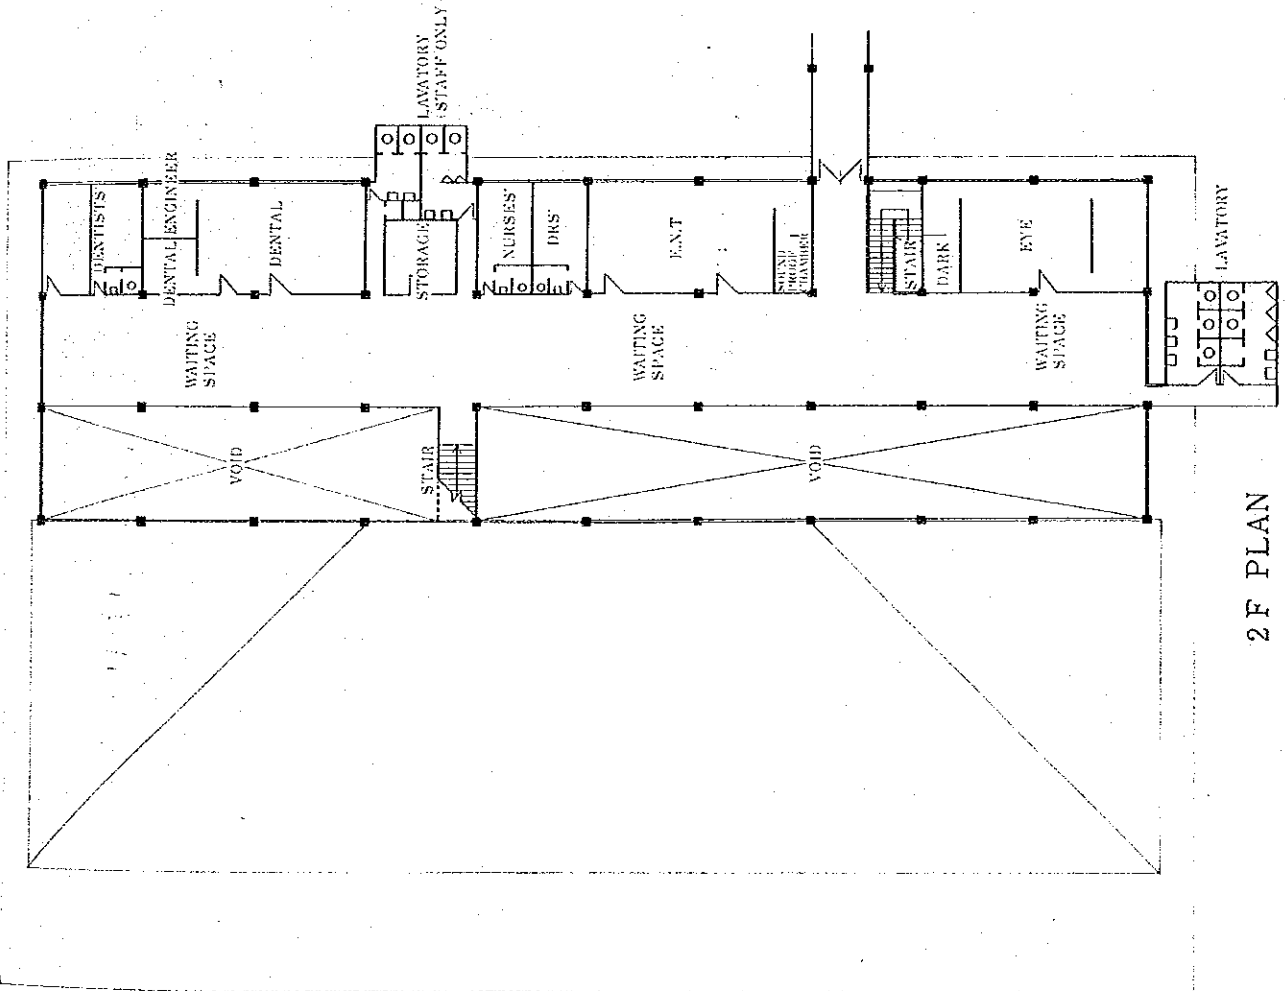 LAVATORY
(STAFF ONLY)
DENTISTS'
DENTAL ENGINEER
DENTAL
STORAGE
NURSES'
DRS'
E.N.T
SOUND
PROOF
CHAMBER
STAIR
DARK
EYE
LAVATORY
WAITING
SPACE
WAITING
SPACE
WAITING
SPACE
VOID
STAIR
VOID
2F PLAN